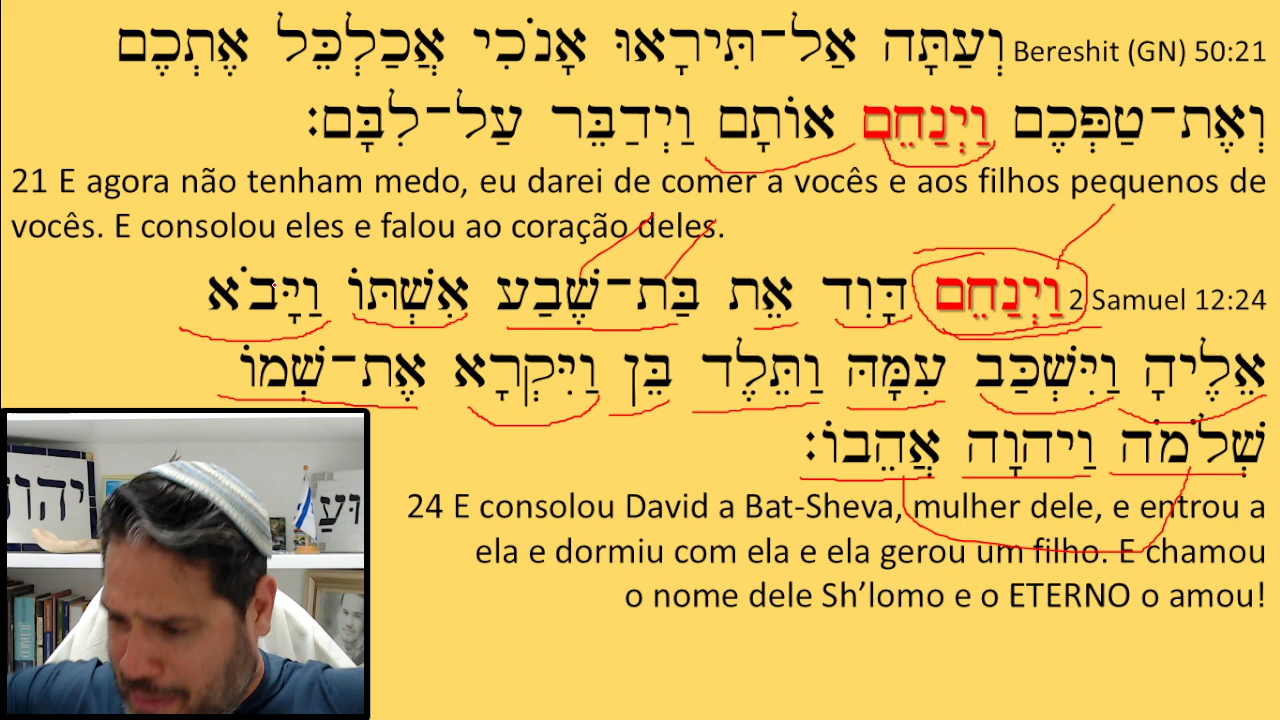 Bereshit (GN) 50:21 וְעַתָּה אַל־תִּירָאוּ אָנֹכִי אֲכַלְכֵּל אֶתְכֶם
וְאֶת־טַפְּכֶם וַיְנַחֵם אוֹתָם וַיְדַבֵּר עַל־לִבָּם׃
21 E agora não tenham medo, eu darei de comer a vocês e aos filhos pequenos de
vocês. E consolou eles e falou ao coração deles.
2 Samuel 12:24 וַיְנַחֵם דָּוִד אֵת בַּת־שֶׁבַע אִשְׁתּוֹ וַיָּבֹא
אֵלֶיהָ וַיִּשְׁכַּב עִמָּהּ וַתֵּלֶד בֵּן וַיִּקְרָא אֶת־שְׁמוֹ
שְׁלֹמֹה וַיהוָה אֲהֵבוֹ׃
24 E consolou David a Bat-Sheva, mulher dele, e entrou a
ela e dormiu com ela e ela gerou um filho. E chamou
o nome dele Sh’lomo e o ETERNO o amou!